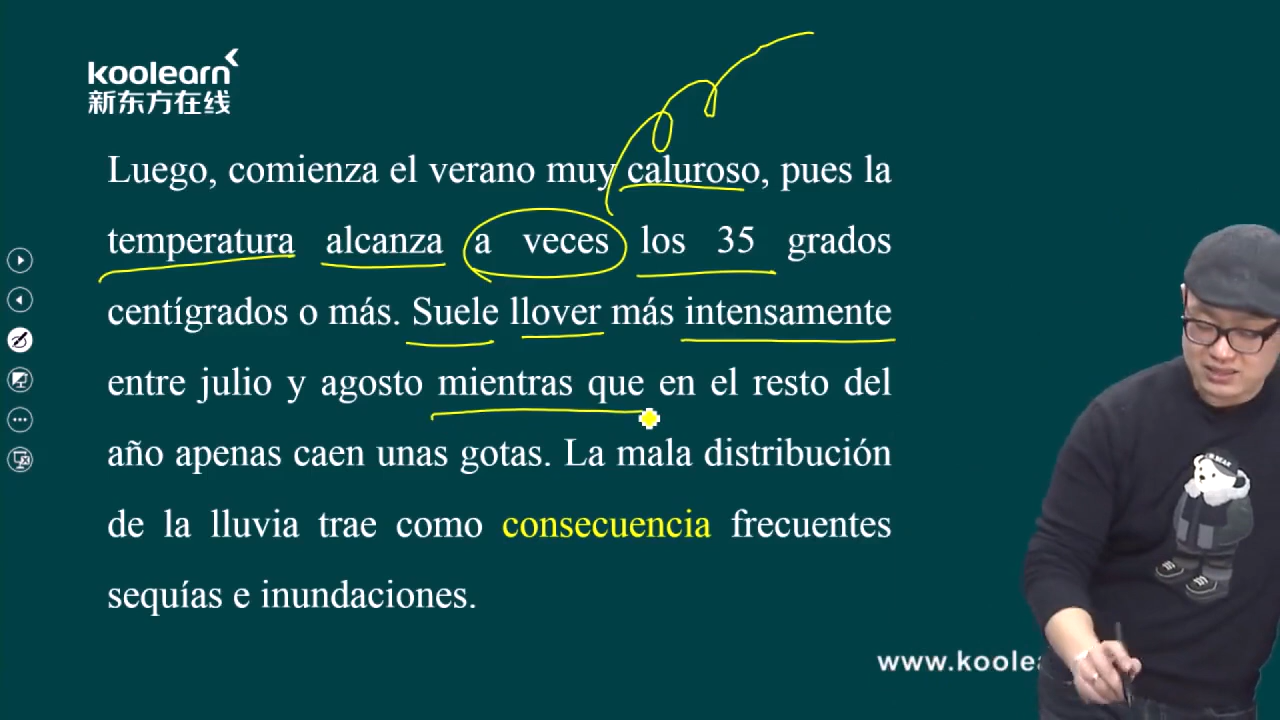 koolearn
新东方在线
Luego, comienza el verano muy caluroso, pues la
temperatura alcanza a veces los 35 grados
centígrados o más. Suele llover más intensamente
entre julio y agosto mientras que en el resto del
año apenas caen unas gotas. La mala distribución
de la lluvia trae como consecuencia frecuentes
sequías e inundaciones.
www.koolea